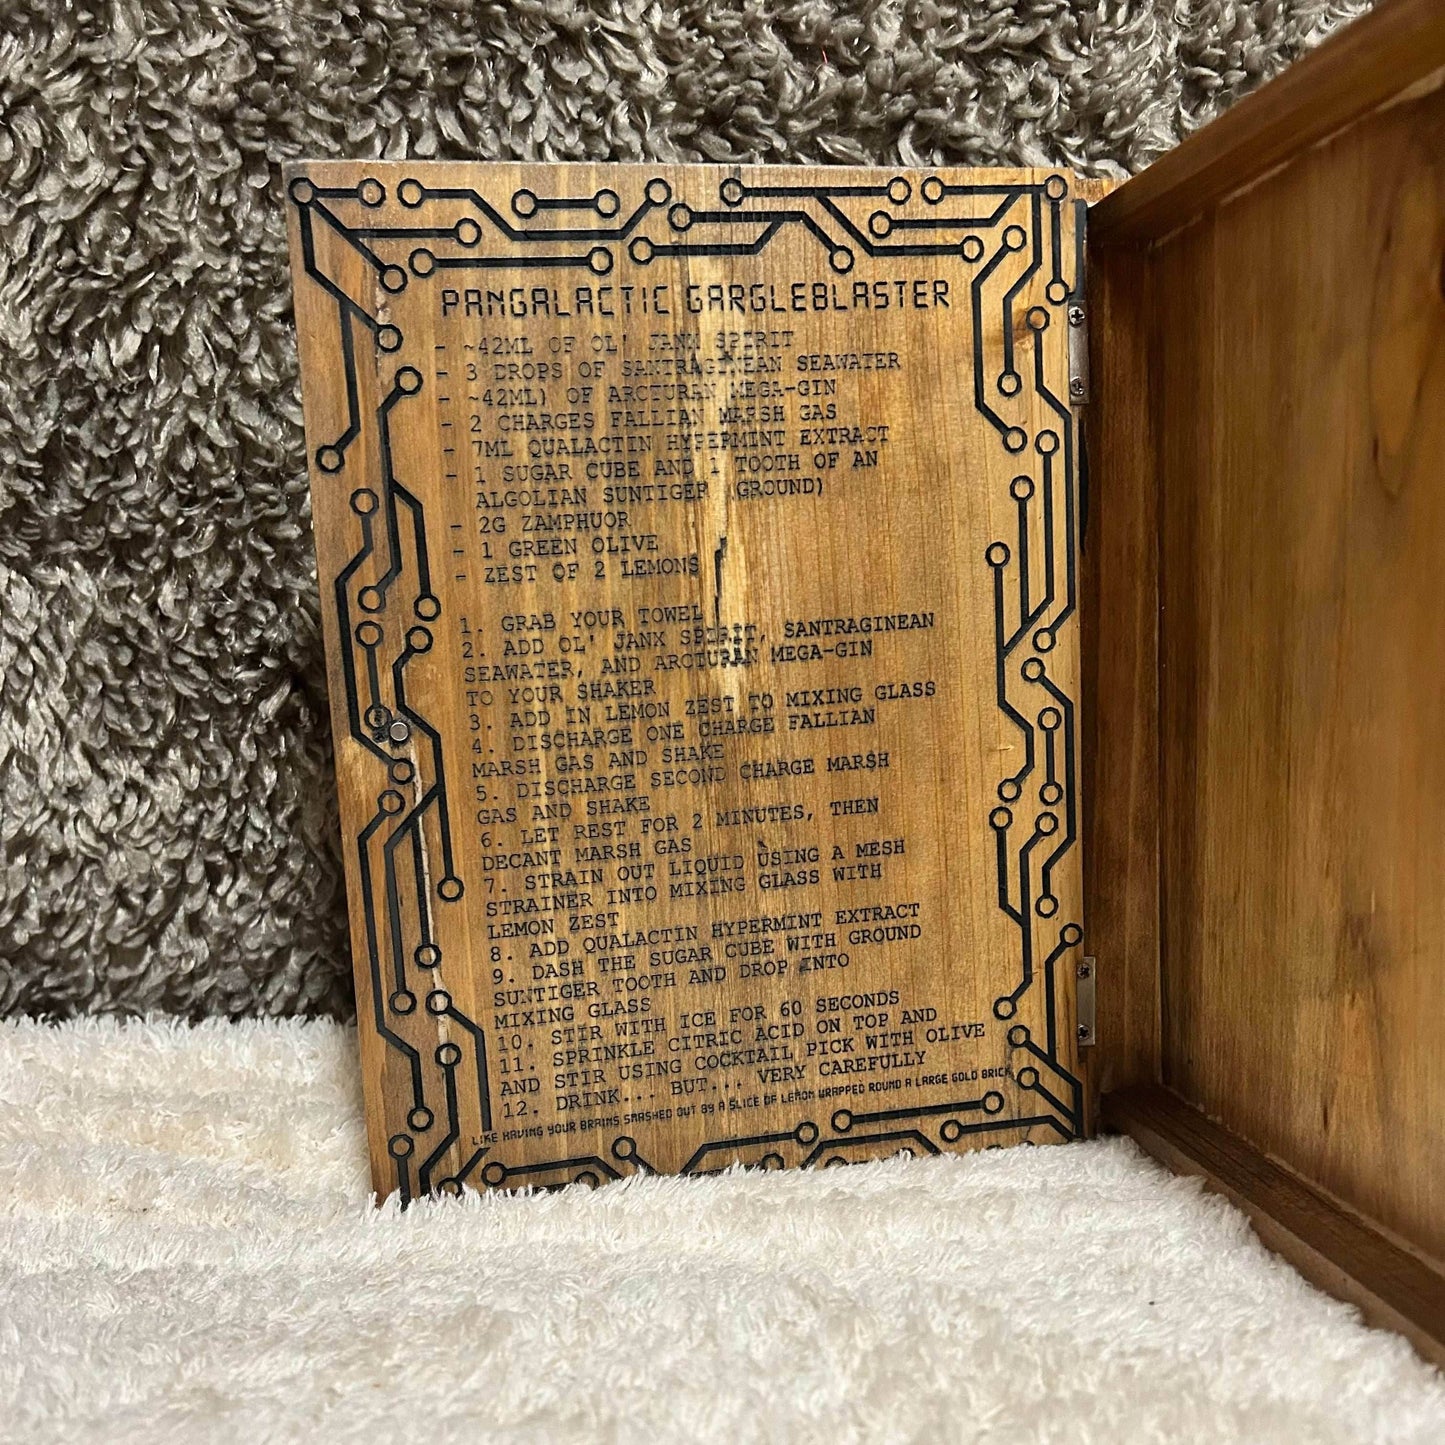 PANGALACTIC GARGLEBLASTER
- ~42ML OF OL' JANX SPIRIT
- 3 DROPS OF SANTRAGINEAN SEAWATER
- ~42ML) OF ARCTURAN MEGA-GIN
- 2 CHARGES FALLIAN MARSH GAS
- 7ML QUALACTIN HYPERMINT EXTRACT
- 1 SUGAR CUBE AND 1 TOOTH OF AN
ALGOLIAN SUNTIGER (GROUND)
- 2G ZAMPHUOR
- 1 GREEN OLIVE
- ZEST OF 2 LEMONS
1. GRAB YOUR TOWEL
2. ADD OL' JANX SPIRIT, SANTRAGINEAN
SEAWATER, AND ARCTURAN MEGA-GIN
TO YOUR SHAKER
3. ADD IN LEMON ZEST TO MIXING GLASS
4. DISCHARGE ONE CHARGE FALLIAN
MARSH GAS AND SHAKE
5. DISCHARGE SECOND CHARGE MARSH
GAS AND SHAKE
6. LET REST FOR 2 MINUTES, THEN
DECANT MARSH GAS
7. STRAIN OUT LIQUID USING A MESH
STRAINER INTO MIXING GLASS WITH
LEMON ZEST
8. ADD QUALACTIN HYPERMINT EXTRACT
9. DASH THE SUGAR CUBE WITH GROUND
SUNTIGER TOOTH AND DROP INTO
MIXING GLASS
10. STIR WITH ICE FOR 60 SECONDS
11. SPRINKLE CITRIC ACID ON TOP AND
AND STIR USING COCKTAIL PICK WITH OLIVE
12. DRINK... BUT... VERY CAREFULLY
LIKE HAVING YOUR BRAINS SMASHED OUT BY A SLICE OF LEMON WRAPPED ROUND A LARGE GOLD BRICK